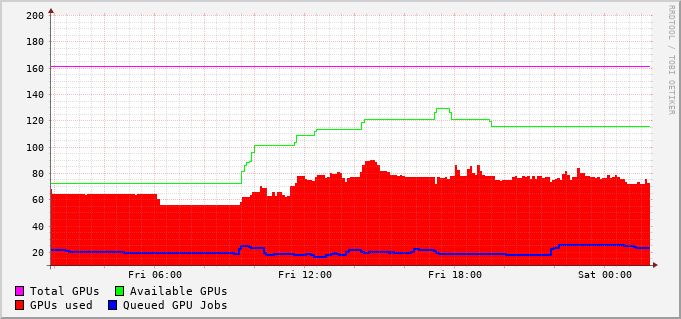 RRDTOOL / TOBI OETIKER
200
180
160
140
120
100
80
60
40
20
Fri 06:00 Fri 12:00 Fri 18:00 Sat 00:00
Total GPUs Available GPUs
GPUs used Queued GPU Jobs